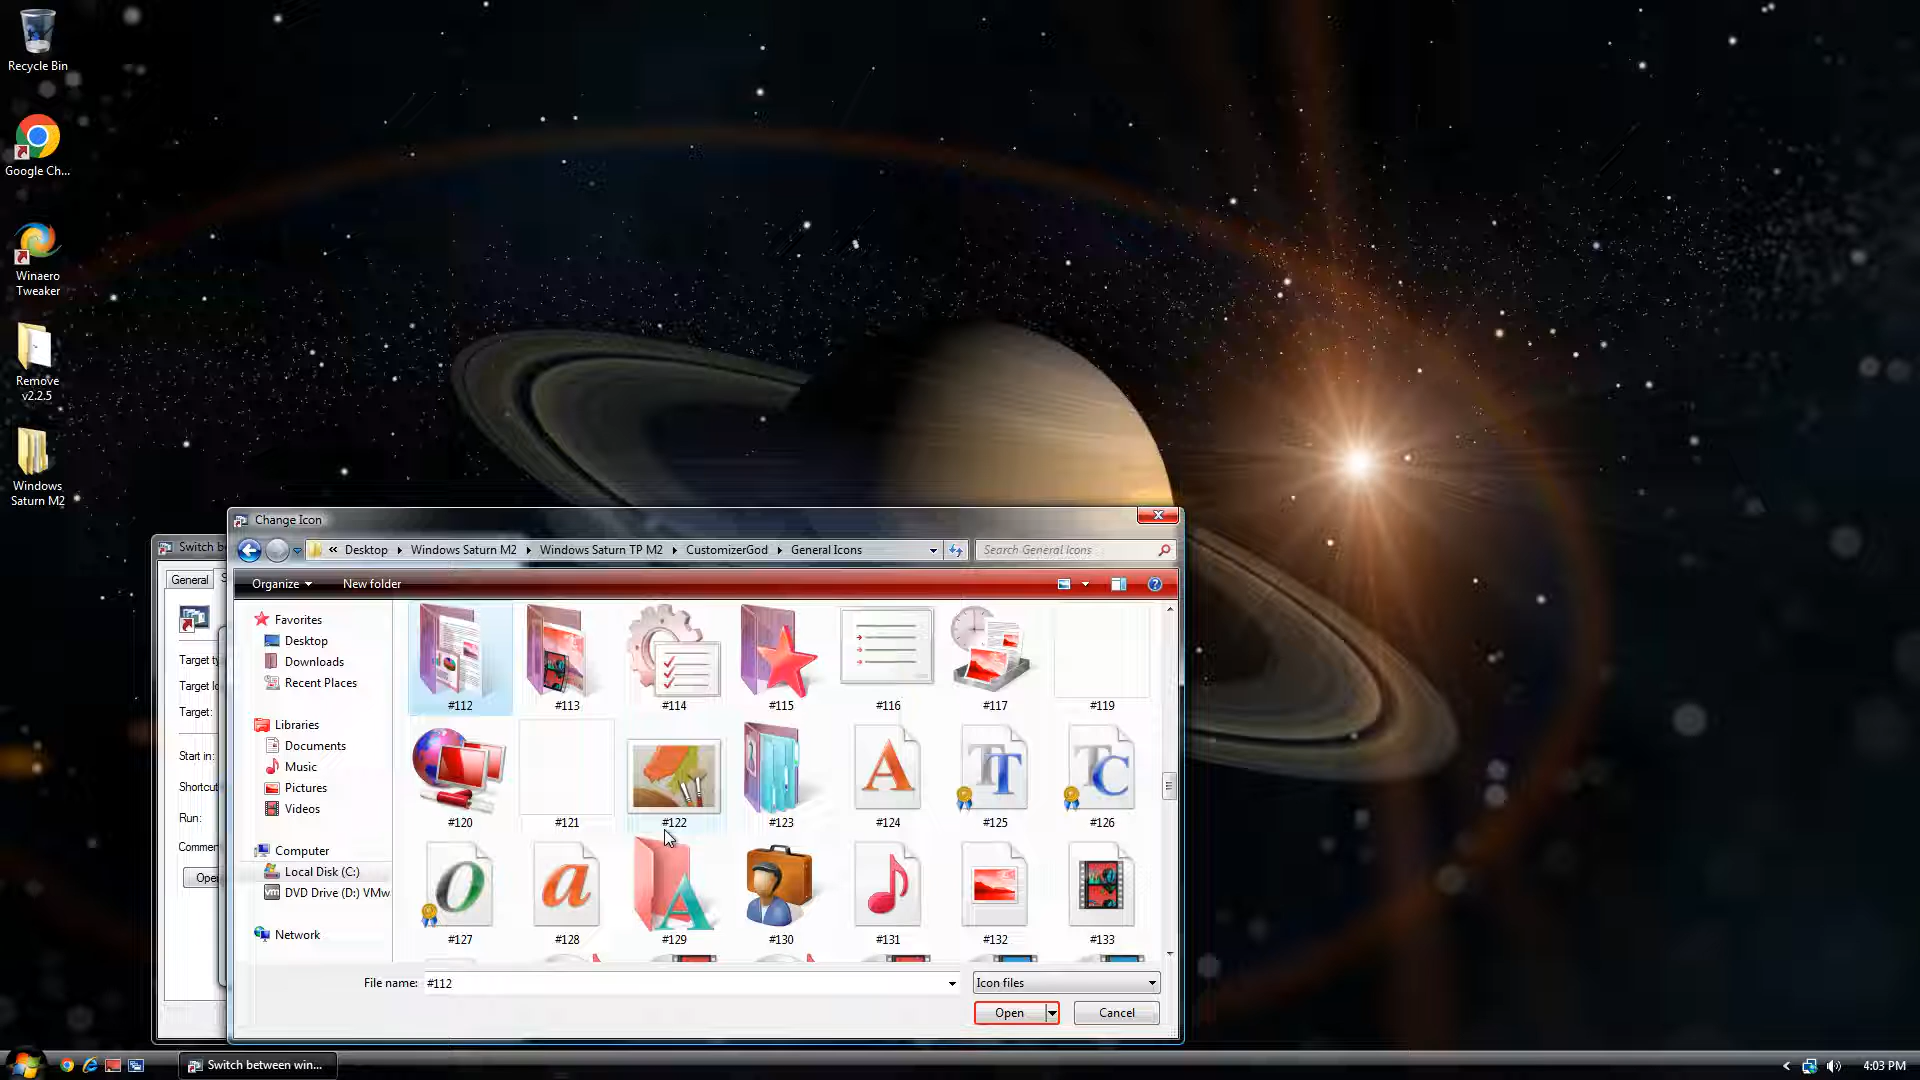 Recycle Bin
Google Ch...
Winaero
Tweaker
Remove
v2.2.5
Windows
Saturn M2
Switch b
General
Target ty
Target lo
Target:
Start in:
Shortcut
Run:
Commen
Open
Change Icon
« Desktop Windows Saturn M2 Windows Saturn TP M2 CustomizerGod General Icons
Search General Icons
Organize New folder
Favorites
Desktop
Downloads
Recent Places
Libraries
Documents
Music
Pictures
Videos
Computer
Local Disk (C:)
DVD Drive (D:) VMw
Network
#112 #113 #114 #115 #116 #117 #119
#120 #121 #122 #123 #124 #125 #126
#127 #128 #129 #130 #131 #132 #133
File name: #112
Icon files
Open Cancel
Switch between win...
4:03 PM